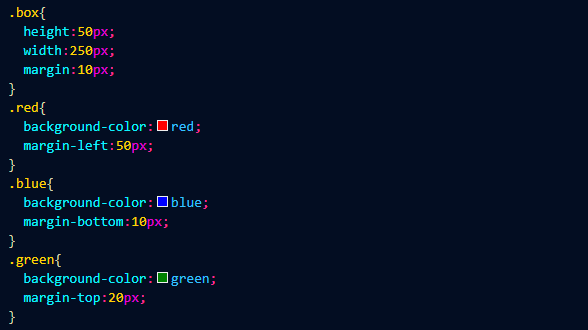 .box{
  height:50px;
  width:250px;
  margin:10px;
}
.red{
  background-color:red;
  margin-left:50px;
}
.blue{
  background-color:blue;
  margin-bottom:10px;
}
.green{
  background-color:green;
  margin-top:20px;
}